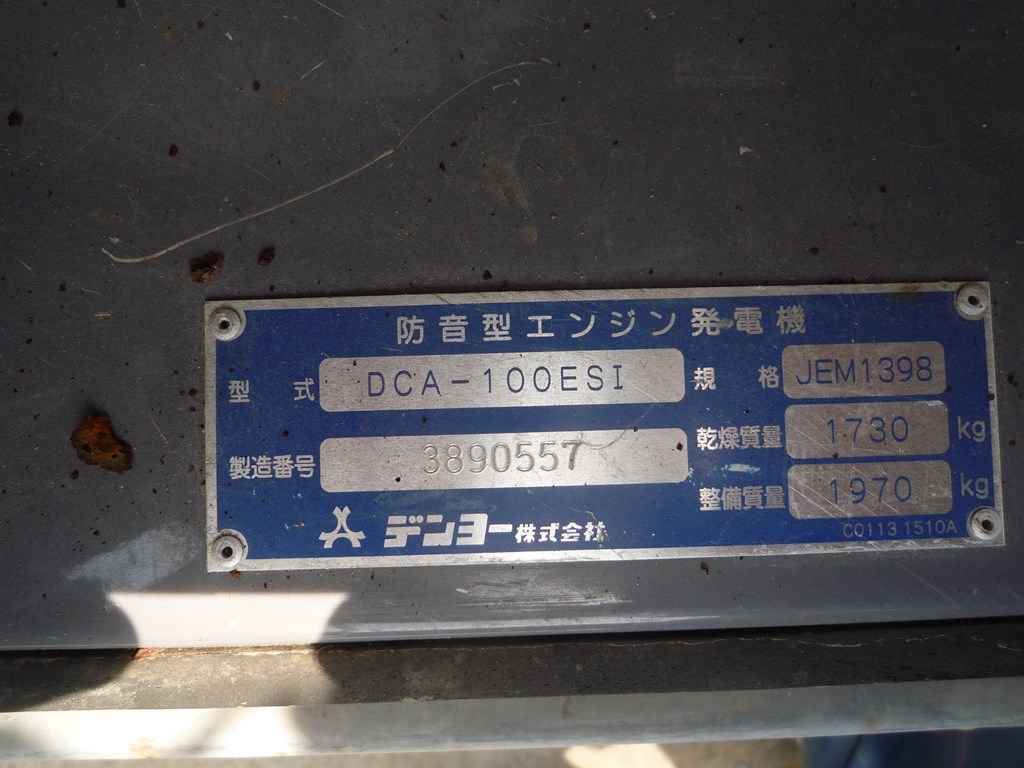 防音型エンジン発電機
型 式 DCA-100ESI 規 格 JEM1398
製造番号 3890557 乾燥質量 1730 kg
整備質量 1970 kg
デンヨー株式会社 C01131510A